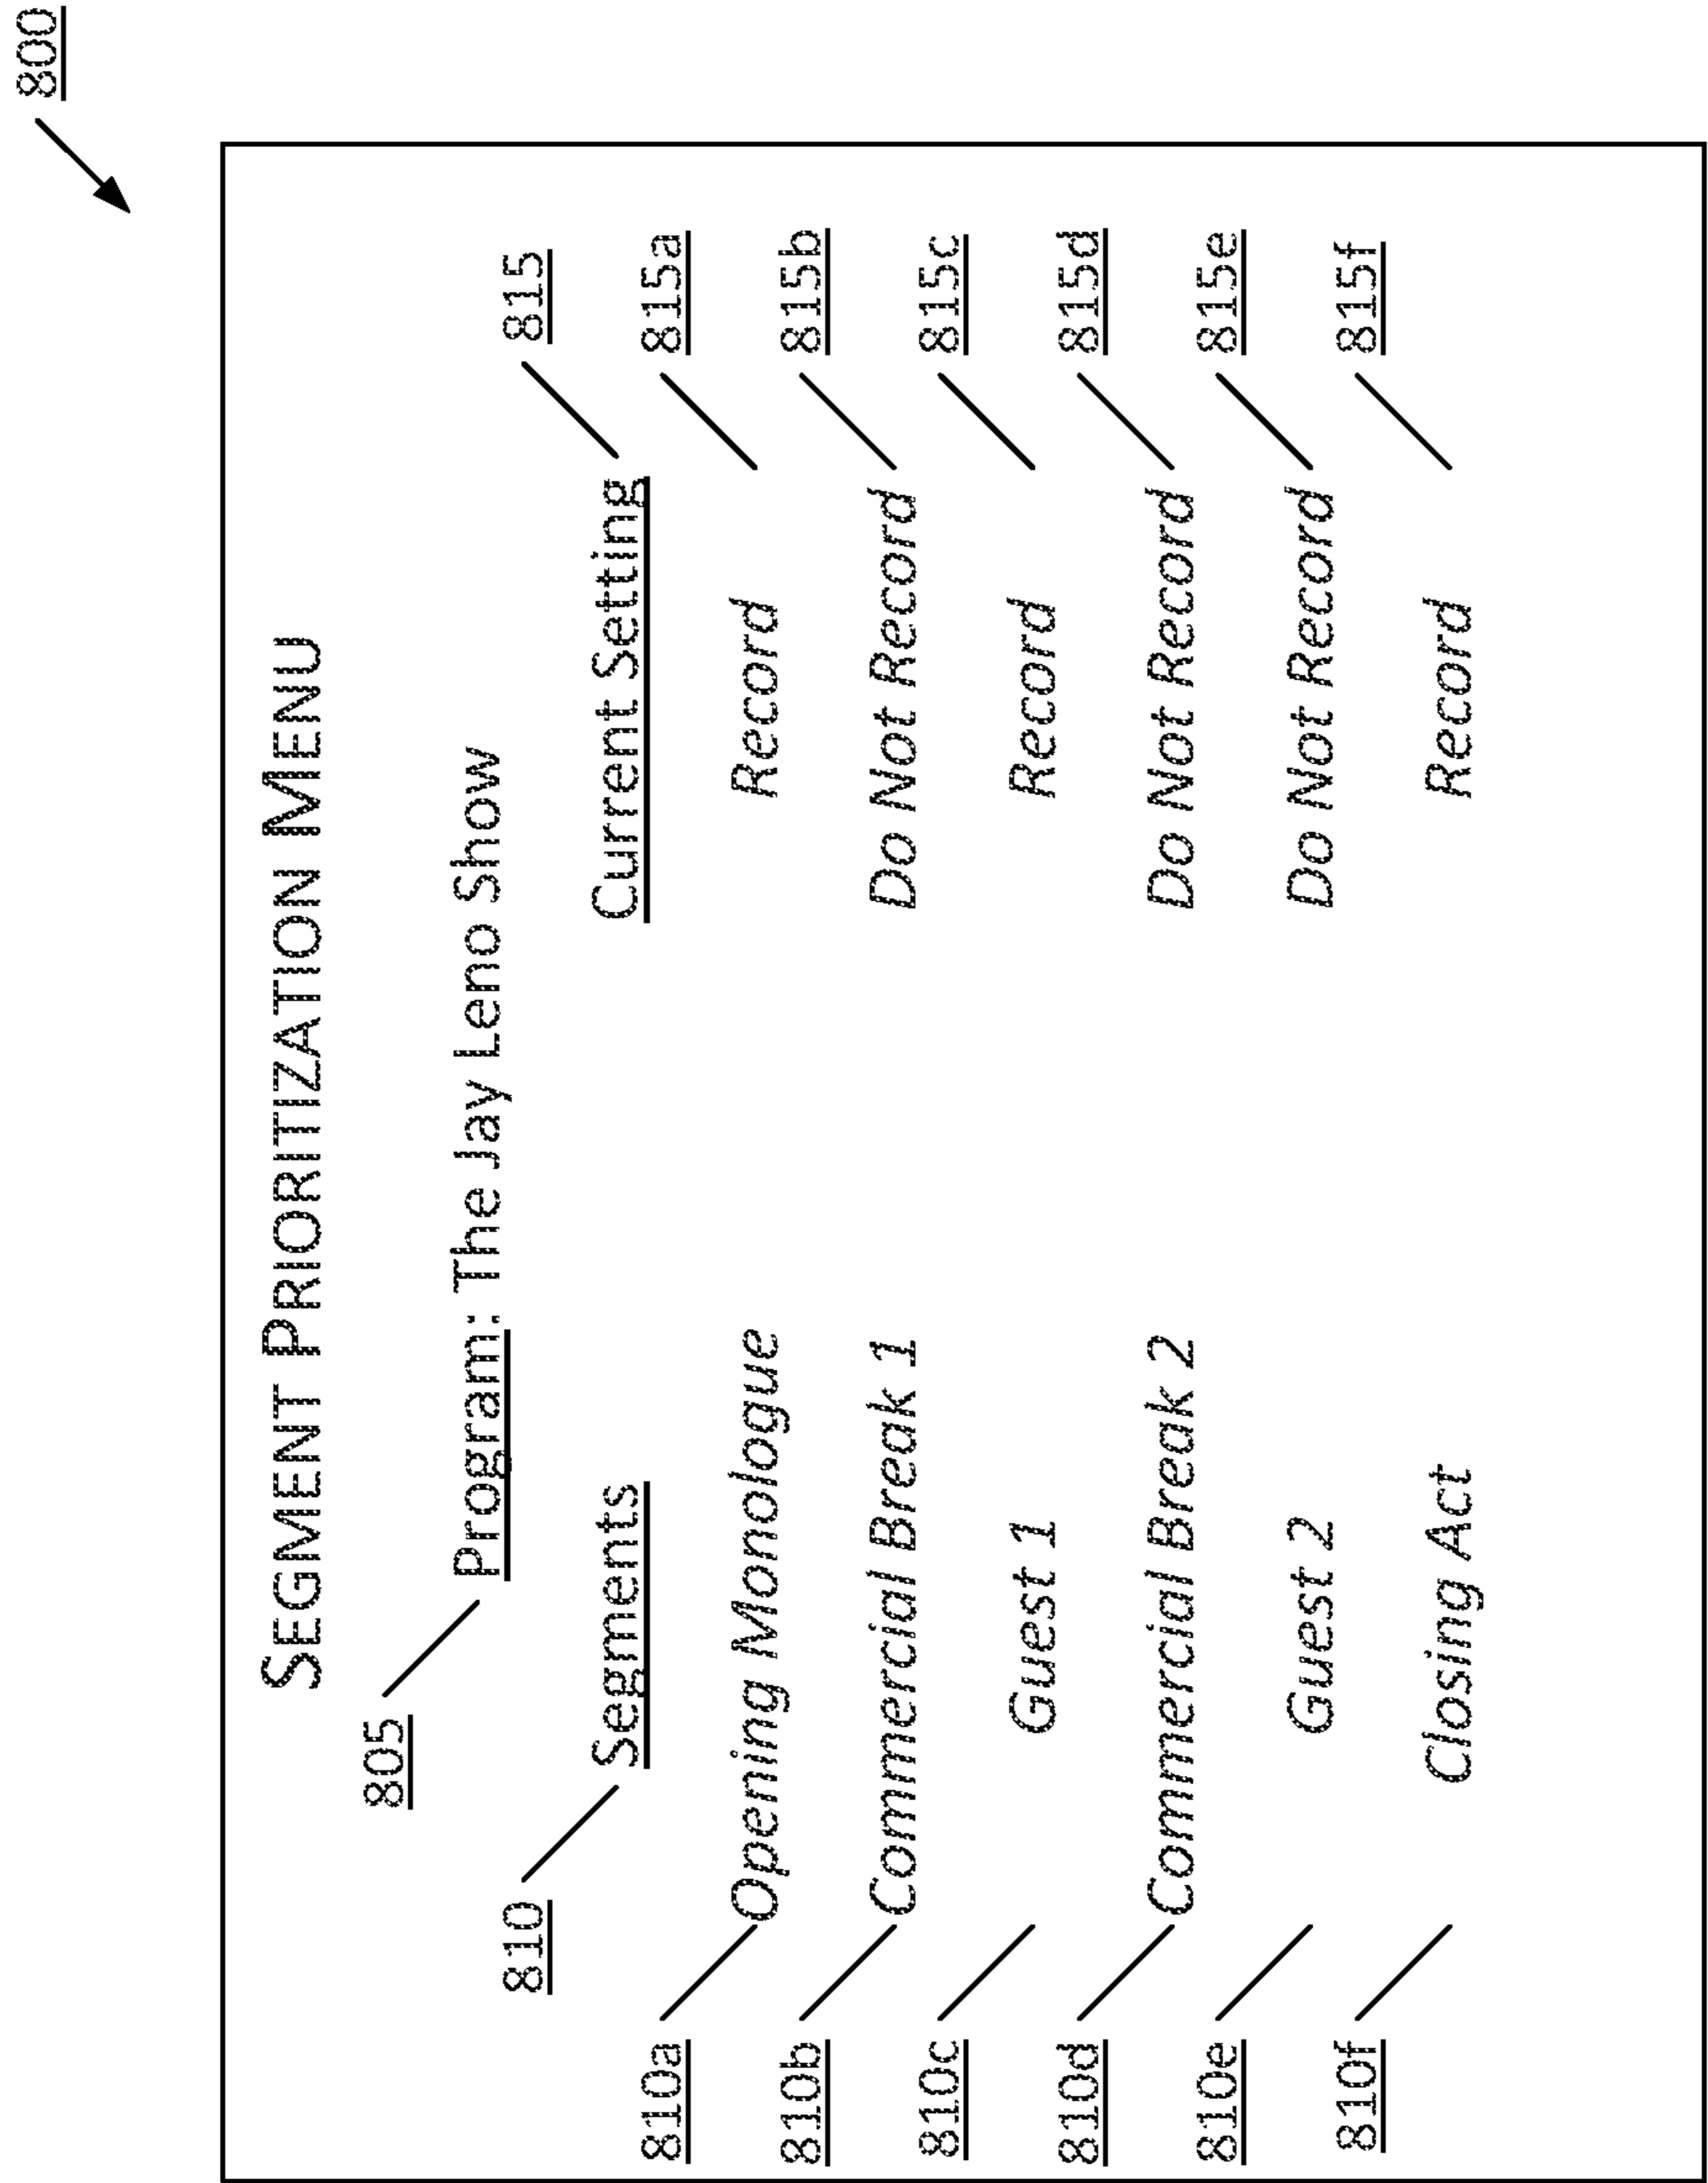 800
SEGMENT PRIORITIZATION MENU
805
Program: The Jay Leno Show
810 815
Segments Current Setting
810a 815a
Opening Monologue Record
810b 815b
Commercial Break 1 Do Not Record
810c 815c
Guest 1 Record
810d 815d
Commercial Break 2 Do Not Record
810e 815e
Guest 2 Do Not Record
810f 815f
Closing Act Record